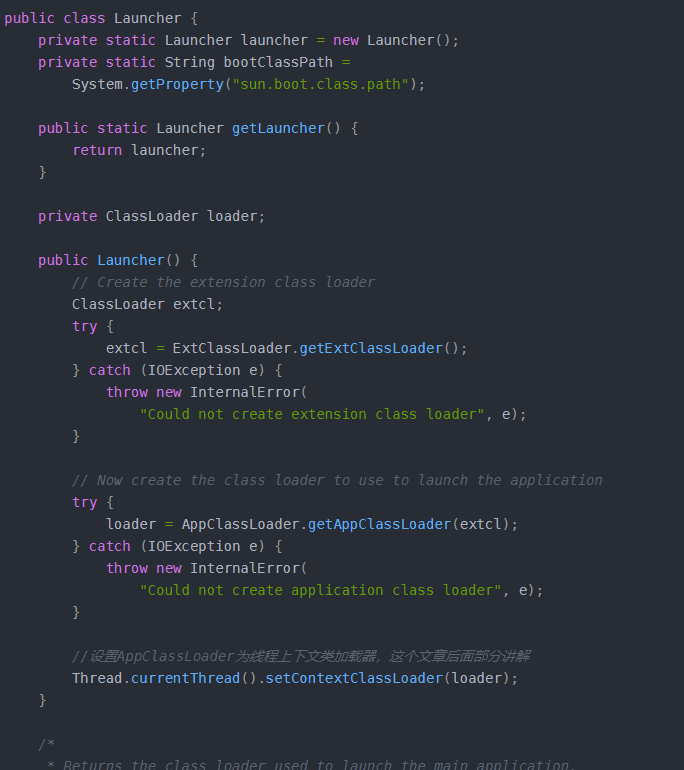 public class Launcher {
    private static Launcher launcher = new Launcher();
    private static String bootClassPath =
        System.getProperty("sun.boot.class.path");

    public static Launcher getLauncher() {
        return launcher;
    }

    private ClassLoader loader;

    public Launcher() {
        // Create the extension class loader
        ClassLoader extcl;
        try {
            extcl = ExtClassLoader.getExtClassLoader();
        } catch (IOException e) {
            throw new InternalError(
                "Could not create extension class loader", e);
        }

        // Now create the class loader to use to launch the application
        try {
            loader = AppClassLoader.getAppClassLoader(extcl);
        } catch (IOException e) {
            throw new InternalError(
                "Could not create application class loader", e);
        }

        //设置AppClassLoader为线程上下文类加载器，这个文章后面部分讲解
        Thread.currentThread().setContextClassLoader(loader);
    }

    /*
     * Returns the class loader used to launch the main application.